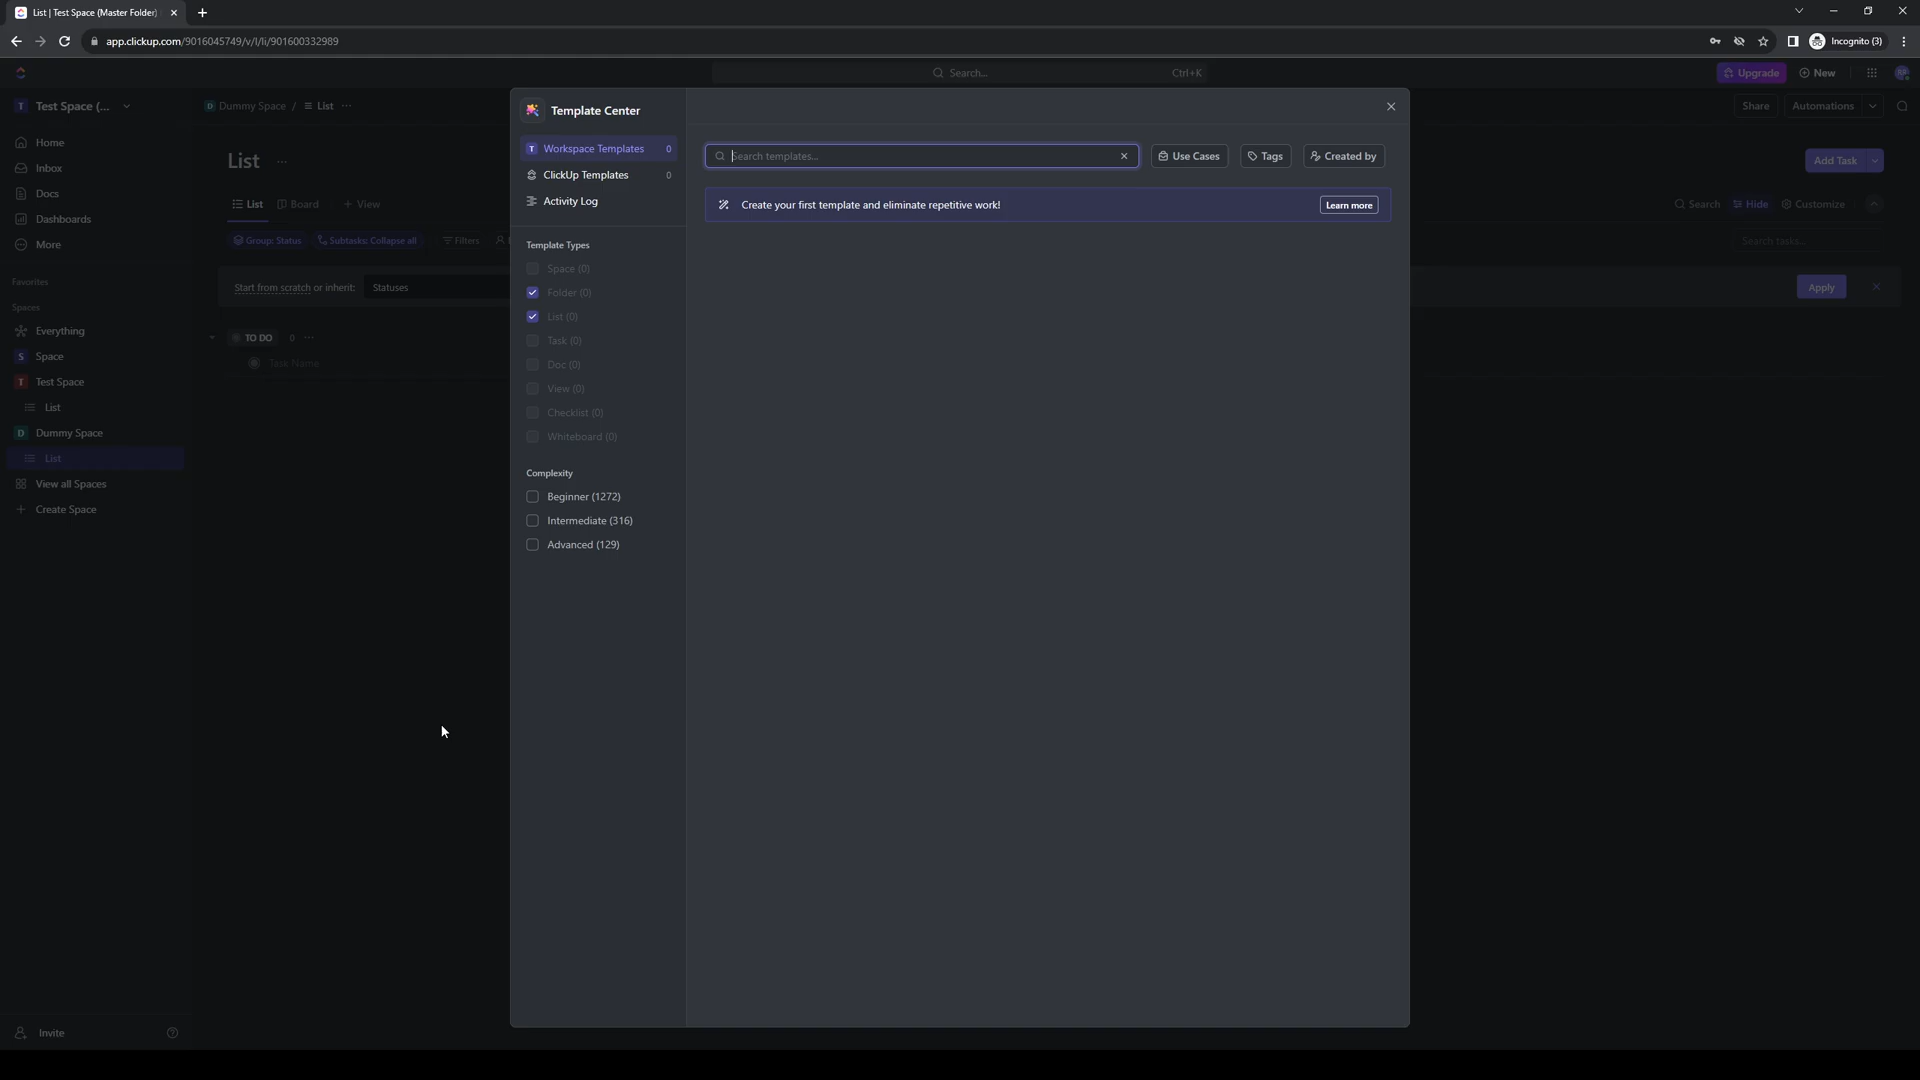 List | Test Space (Master Folder)
app.clickup.com/9016045749/v/l/li/901600332989
Incognito (3)
Search...
Ctrl+K
Upgrade
New
T Test Space (...
D Dummy Space / List ...
Share
Automations
Home
Inbox
Docs
Dashboards
More
Favorites
Spaces
Everything
S Space
T Test Space
List
D Dummy Space
List
View all Spaces
Create Space
Invite
List ...
Add Task
List
Board
+ View
Search
Hide
Customize
Group: Status
Subtasks: Collapse all
Filters
Search tasks...
Start from scratch or inherit:
Statuses
Apply
TO DO 0 ...
Task Name
Template Center
T Workspace Templates 0
ClickUp Templates 0
Activity Log
Template Types
Space (0)
Folder (0)
List (0)
Task (0)
Doc (0)
View (0)
Checklist (0)
Whiteboard (0)
Complexity
Beginner (1272)
Intermediate (316)
Advanced (129)
Search templates...
Use Cases
Tags
Created by
Create your first template and eliminate repetitive work!
Learn more